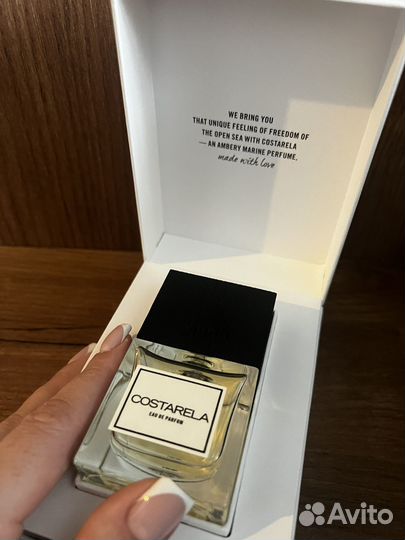 WE BRING YOU
THAT UNIQUE FEELING OF FREEDOM OF
THE OPEN SEA WITH COSTARELA
— AN AMBERY MARINE PERFUME,
made with love
COSTARELA
EAU DE PARFUM
Avito